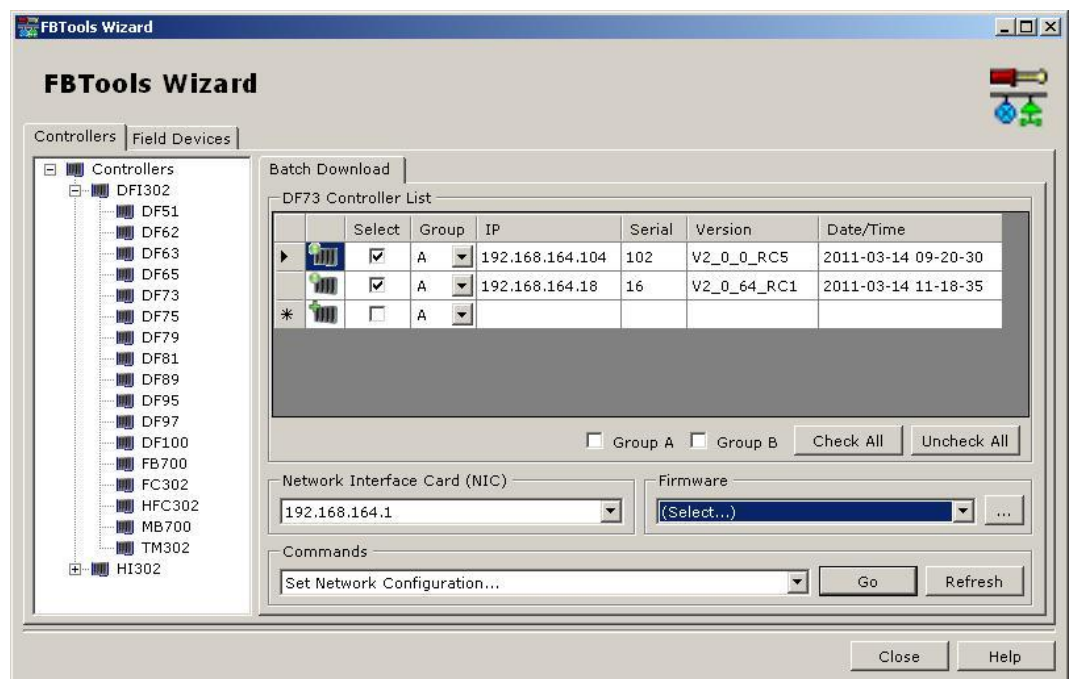 FBTools Wizard
FBTools Wizard
Controllers Field Devices
Controllers
DFI302
DF51
DF62
DF63
DF65
DF73
DF75
DF79
DF81
DF89
DF95
DF97
DF100
FB700
FC302
HFC302
MB700
TM302
HI302
Batch Download
DF73 Controller List
Select Group IP Serial Version Date/Time
A 192.168.164.104 102 V2_0_0_RC5 2011-03-14 09-20-30
A 192.168.164.18 16 V2_0_64_RC1 2011-03-14 11-18-35
* A
Group A Group B Check All Uncheck All
Network Interface Card (NIC) Firmware
192.168.164.1 (Select...) ...
Commands
Set Network Configuration... Go Refresh
Close Help